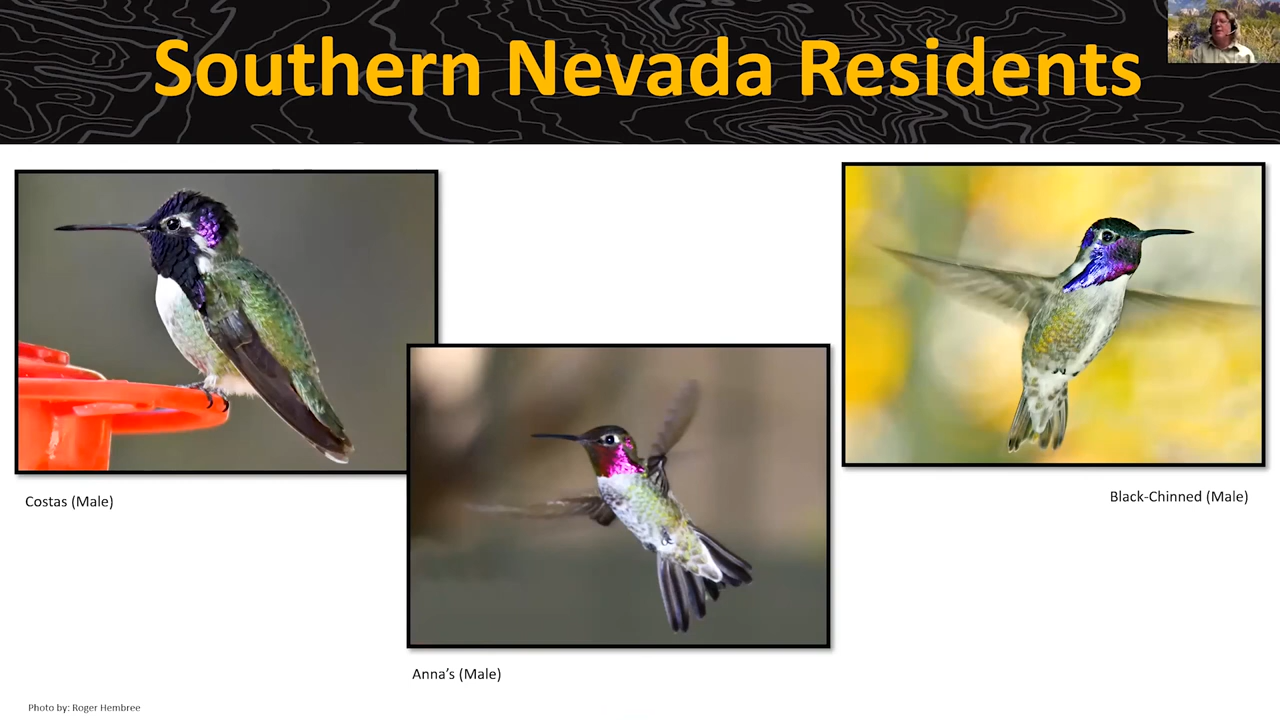 Southern Nevada Residents
Costas (Male)
Black-Chinned (Male)
Anna's (Male)
Photo by: Roger Hembree